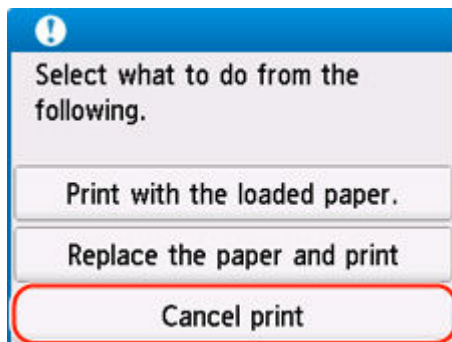 Select what to do from the
following.
Print with the loaded paper.
Replace the paper and print
Cancel print